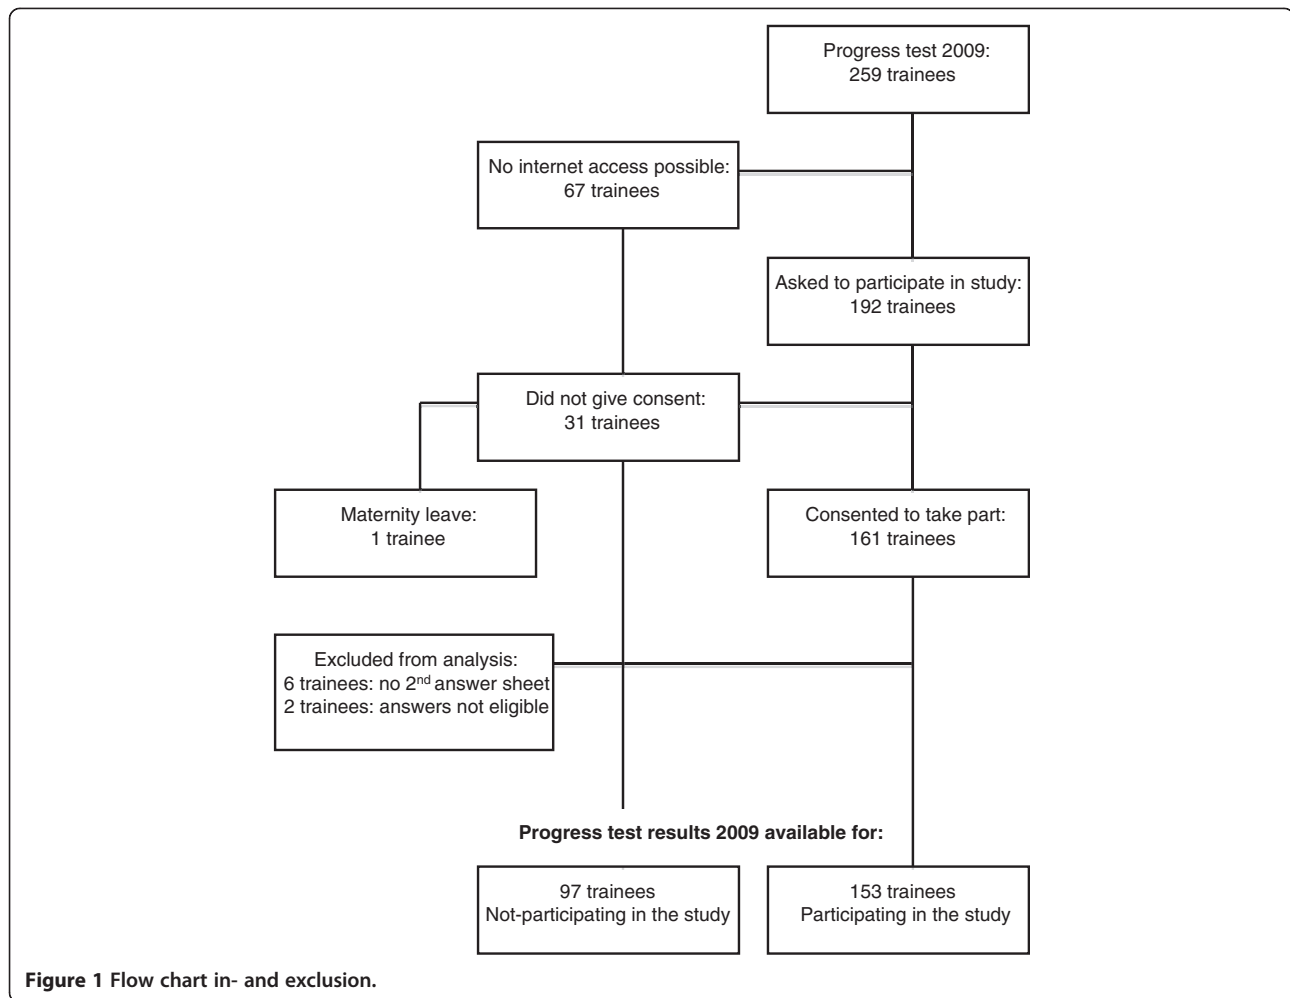 Progress test 2009:
259 trainees
No internet access possible:
67 trainees
Asked to participate in study:
192 trainees
Did not give consent:
31 trainees
Maternity leave:
1 trainee
Consented to take part:
161 trainees
Excluded from analysis:
6 trainees: no 2nd answer sheet
2 trainees: answers not eligible
Progress test results 2009 available for:
97 trainees
Not-participating in the study
153 trainees
Participating in the study
Figure 1 Flow chart in- and exclusion.